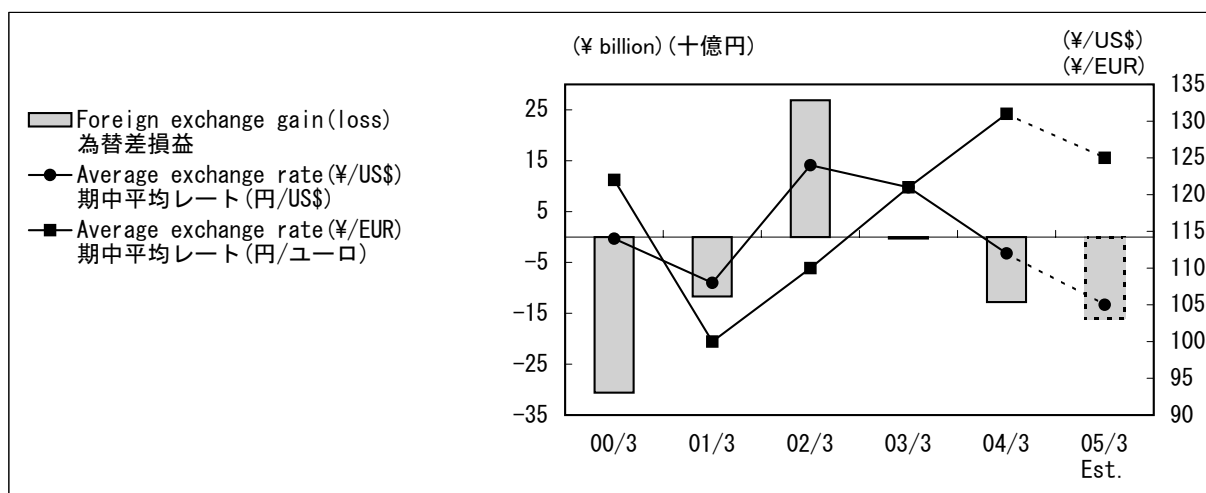 (¥ billion) (十億円)
(¥/US$)
(¥/EUR)
Foreign exchange gain(loss)
為替差損益
Average exchange rate(¥/US$)
期中平均レート(円/US$)
Average exchange rate(¥/EUR)
期中平均レート(円/ユーロ)
25
15
5
-5
-15
-25
-35
135
130
125
120
115
110
105
100
95
90
00/3 01/3 02/3 03/3 04/3 05/3
Est.